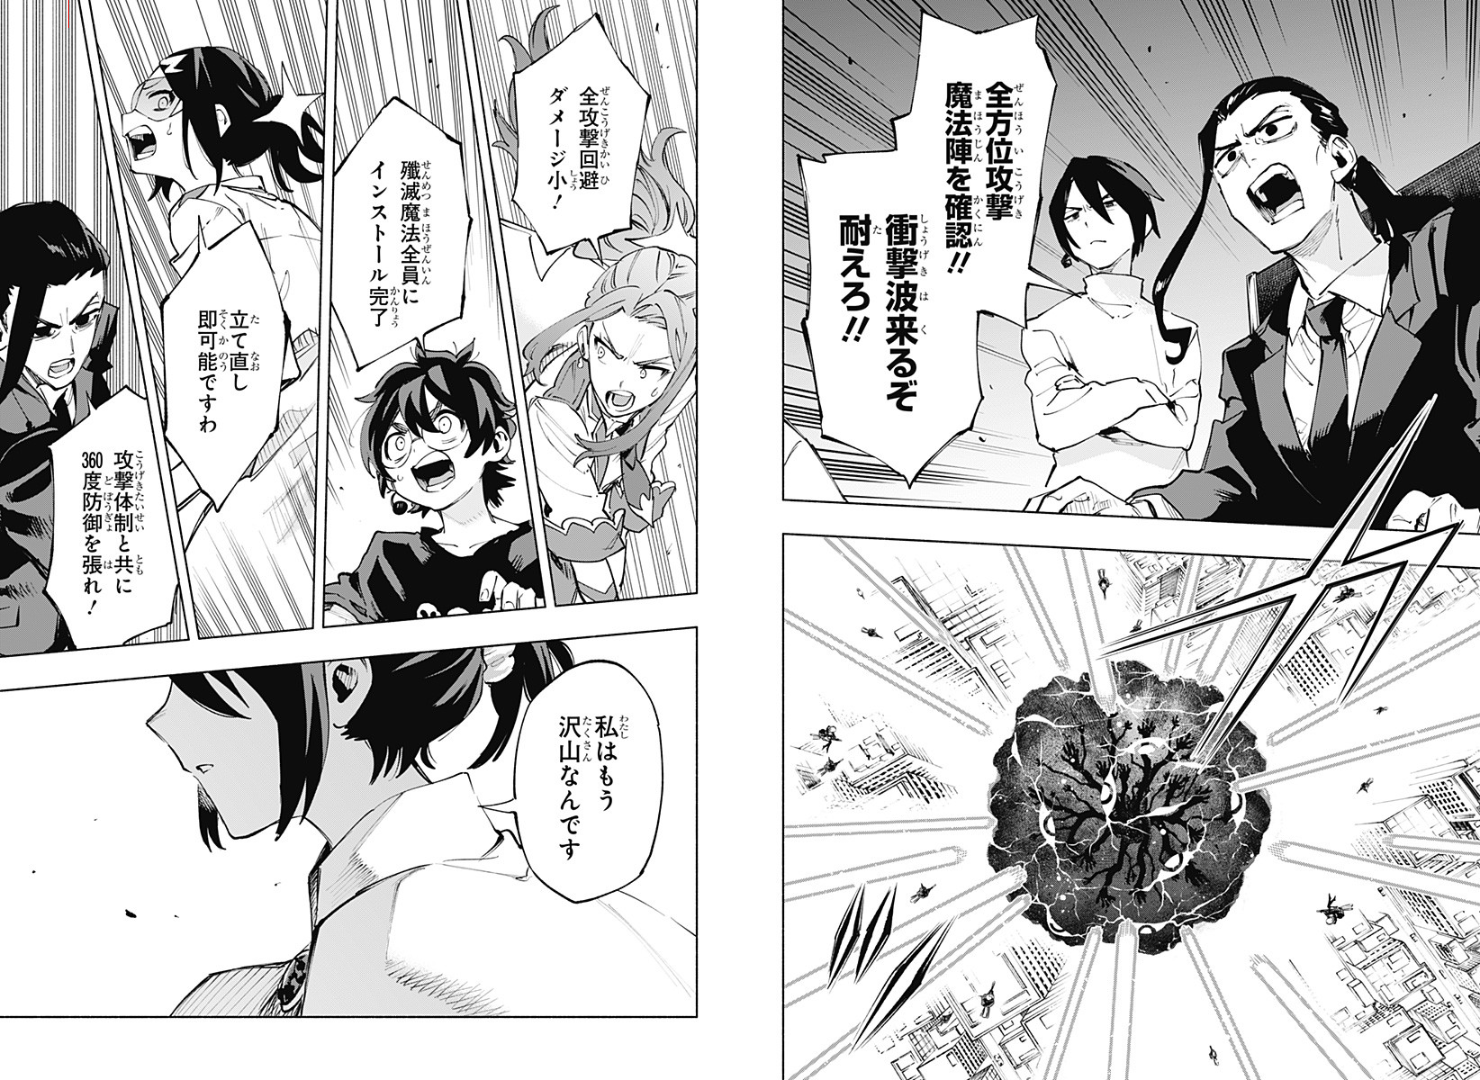 全方位攻撃
魔法陣を確認!!
衝撃波来るぞ
耐えろ!!
全攻撃回避
ダメージ小!
殲滅魔法全員に
インストール完了
立て直し
即可能ですわ
攻撃体制と共に
360度防御を張れ!
私はもう
沢山なんです